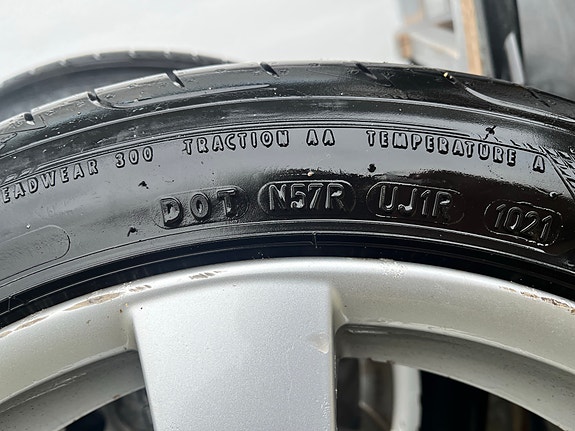 EADWEAR 300 TRACTION AA TEMPERATURE A
DOT N57R UJ1R 1021